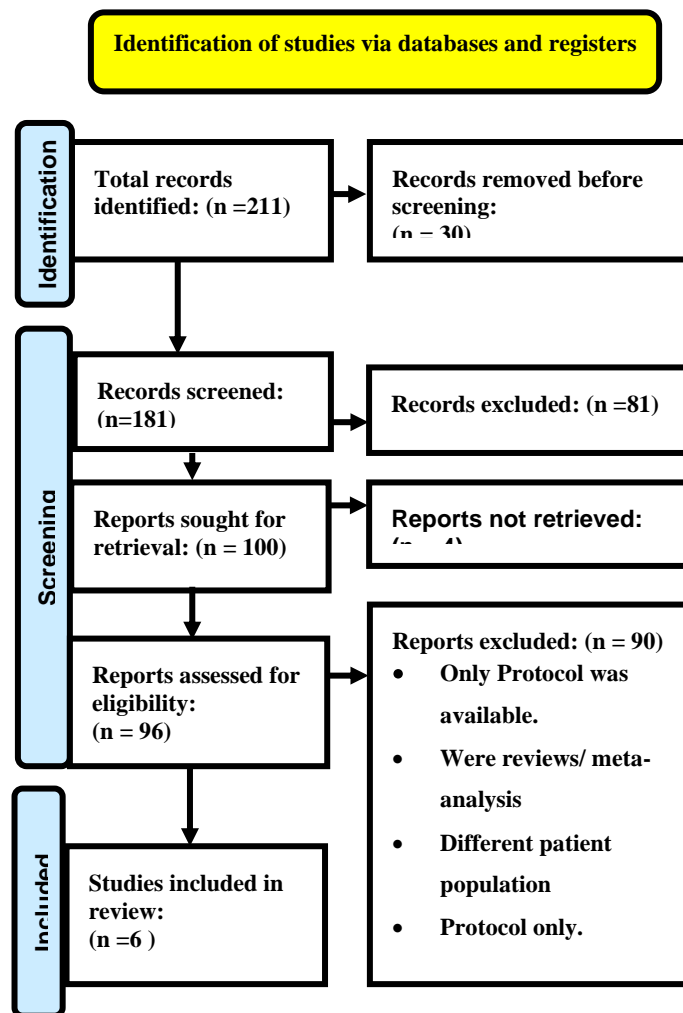 Identification of studies via databases and registers
Identification
Total records
identified: (n =211)
Records removed before
screening:
(n = 30)
Screening
Records screened:
(n=181)
Records excluded: (n =81)
Reports sought for
retrieval: (n = 100)
Reports not retrieved:
Reports assessed for
eligibility:
(n = 96)
Reports excluded: (n = 90)
• Only Protocol was
available.
• Were reviews/ meta-
analysis
• Different patient
population
• Protocol only.
Included
Studies included in
review:
(n =6 )